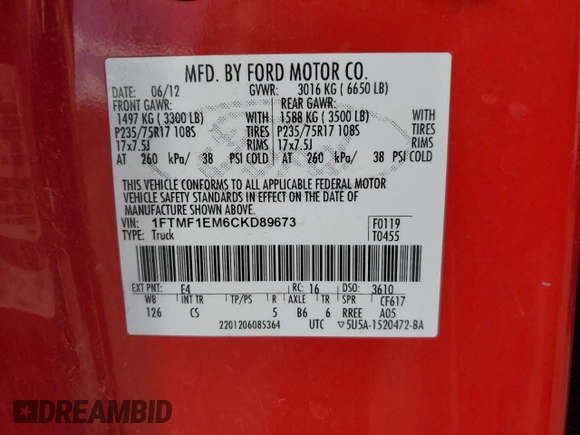 MFD. BY FORD MOTOR CO.
DATE: 06/12 GVWR: 3016 KG ( 6650 LB)
FRONT GAWR: REAR GAWR:
1497 KG ( 3300 LB) WITH 1588 KG ( 3500 LB) WITH
P235/75R17 108S TIRES P235/75R17 108S TIRES
17x7.5J RIMS 17x7.5J RIMS
AT 260 kPa/ 38 PSI COLD AT 260 kPa/ 38 PSI COLD
THIS VEHICLE CONFORMS TO ALL APPLICABLE FEDERAL MOTOR
VEHICLE SAFETY STANDARDS IN EFFECT ON THE DATE OF
MANUFACTURE SHOWN ABOVE.
VIN: 1FTMF1EM6CKD89673 F0119
TYPE: Truck T0455
EXT PNT: E4 RC: 16 DSO: 3610
WB INT TR TP/PS R AXLE TR SPR CF617
126 CS 5 B6 6 RREE A05
2201206085364 UTC ▽5U5A-1520472-BA
DREAMBID